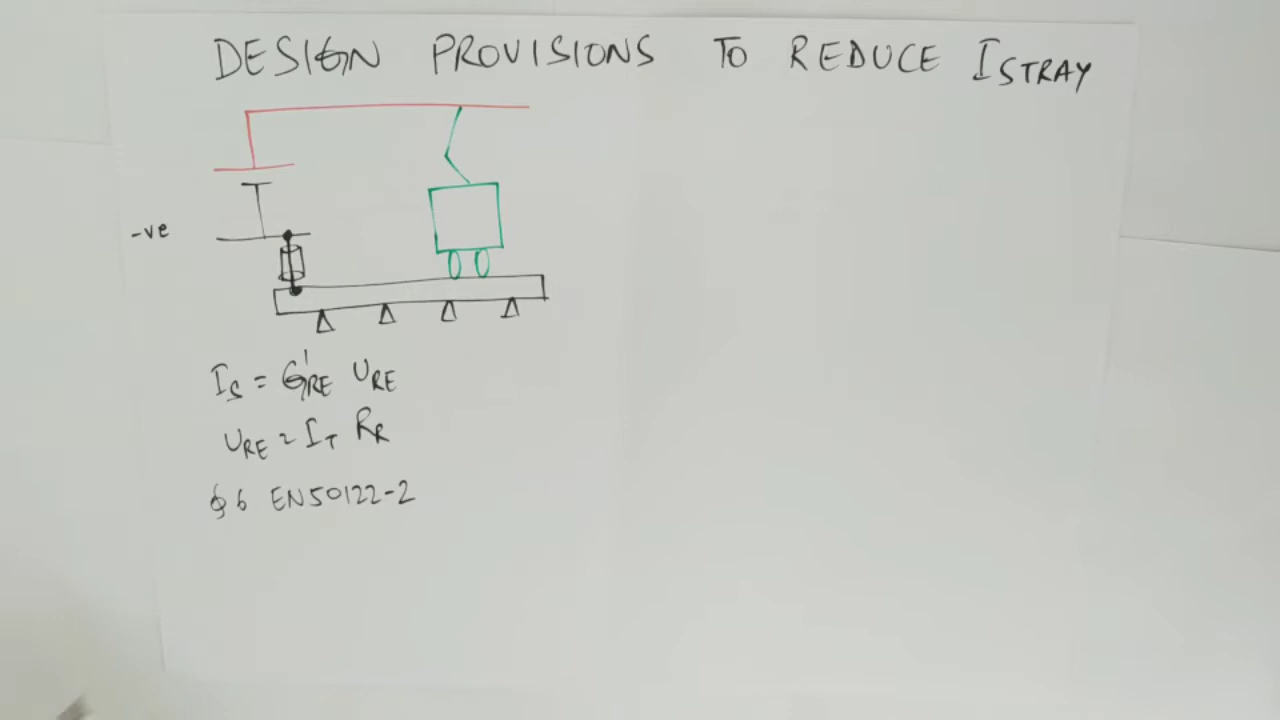 DESIGN PROVISIONS TO REDUCE ISTRAY
-ve
IS = G'RE URE
URE = IT RR
§ 6 EN50122-2